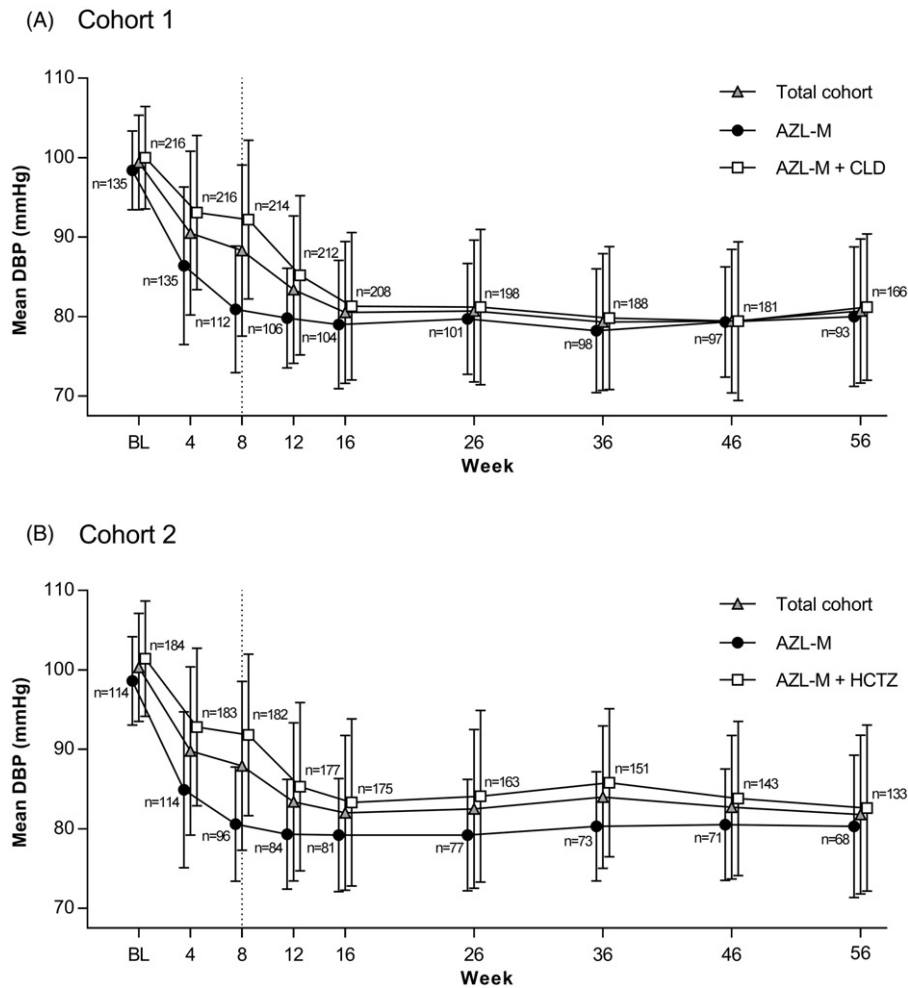 (A) Cohort 1
110
100
90
80
70
Mean DBP (mmHg)
Total cohort
AZL-M
AZL-M + CLD
n=216
n=135
n=216
n=135
n=214
n=112
n=212
n=106
n=208
n=104
n=198
n=101
n=188
n=98
n=181
n=97
n=166
n=93
BL 4 8 12 16 26 36 46 56
Week
(B) Cohort 2
110
100
90
80
70
Mean DBP (mmHg)
Total cohort
AZL-M
AZL-M + HCTZ
n=184
n=114
n=183
n=114
n=182
n=96
n=177
n=84
n=175
n=81
n=163
n=77
n=151
n=73
n=143
n=71
n=133
n=68
BL 4 8 12 16 26 36 46 56
Week